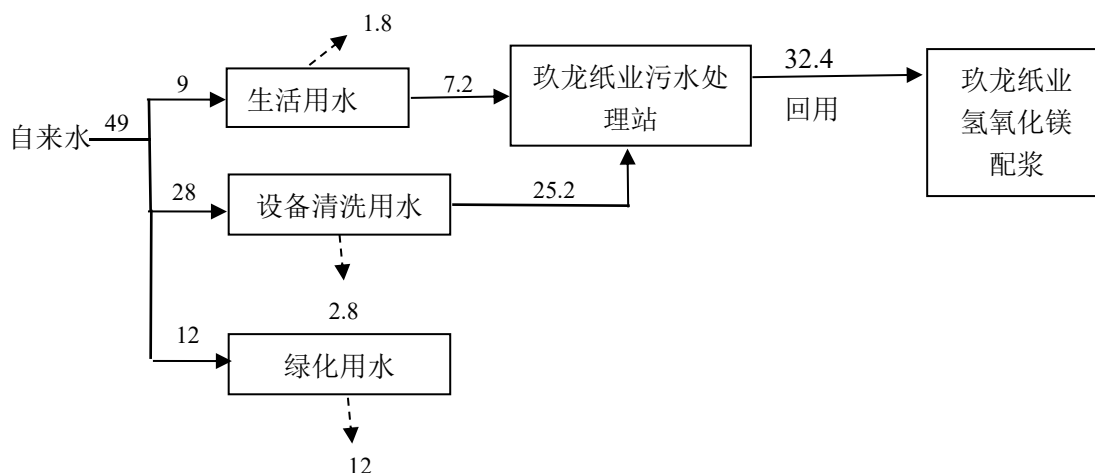 1.8
9
生活用水
7.2
玖龙纸业污水处
理站
32.4
回用
玖龙纸业
氢氧化镁
配浆
自来水
49
28
设备清洗用水
25.2
2.8
12
绿化用水
12